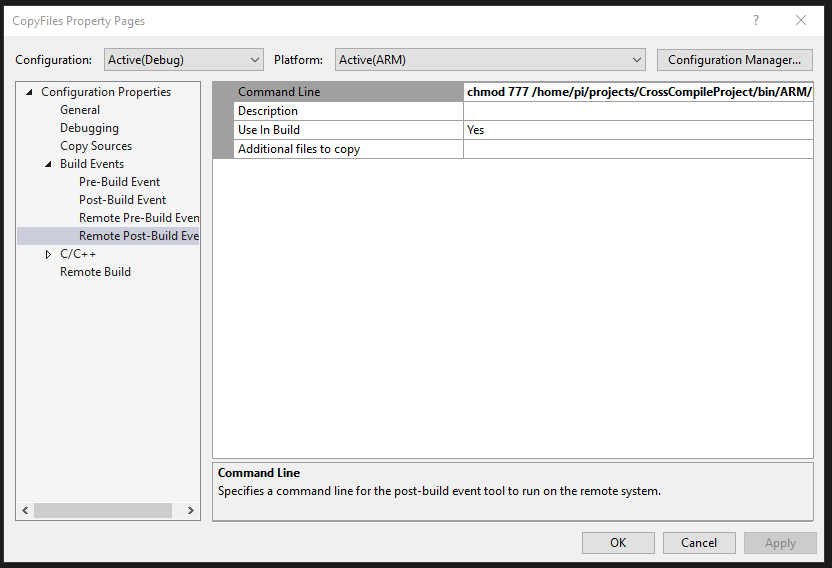 CopyFiles Property Pages
Configuration: Active(Debug) Platform: Active(ARM) Configuration Manager...
Configuration Properties
General
Debugging
Copy Sources
Build Events
Pre-Build Event
Post-Build Event
Remote Pre-Build Even
Remote Post-Build Eve
C/C++
Remote Build
Command Line chmod 777 /home/pi/projects/CrossCompileProject/bin/ARM/
Description
Use In Build Yes
Additional files to copy
Command Line
Specifies a command line for the post-build event tool to run on the remote system.
OK Cancel Apply